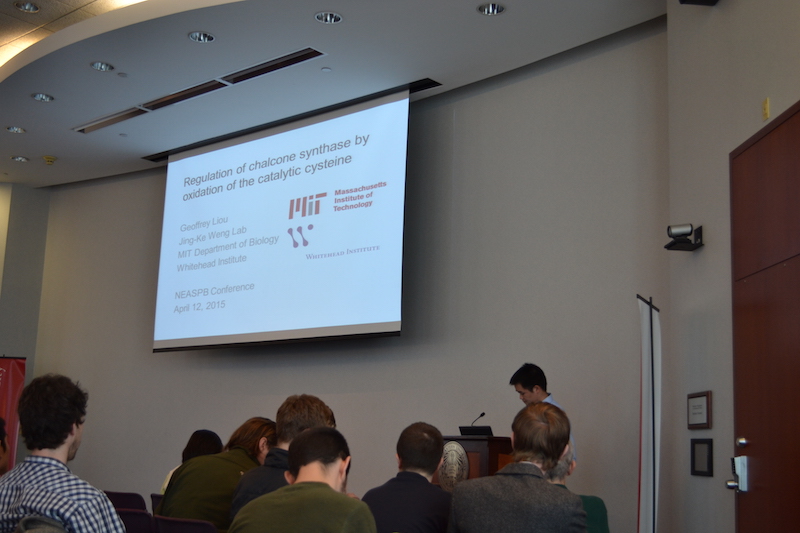 Regulation of chalcone synthase by
oxidation of the catalytic cysteine
Geoffrey Liou
Jing-Ke Weng Lab
MIT Department of Biology
Whitehead Institute
NEASPB Conference
April 12, 2015
MIT
Massachusetts
Institute of
Technology
WHITEHEAD INSTITUTE